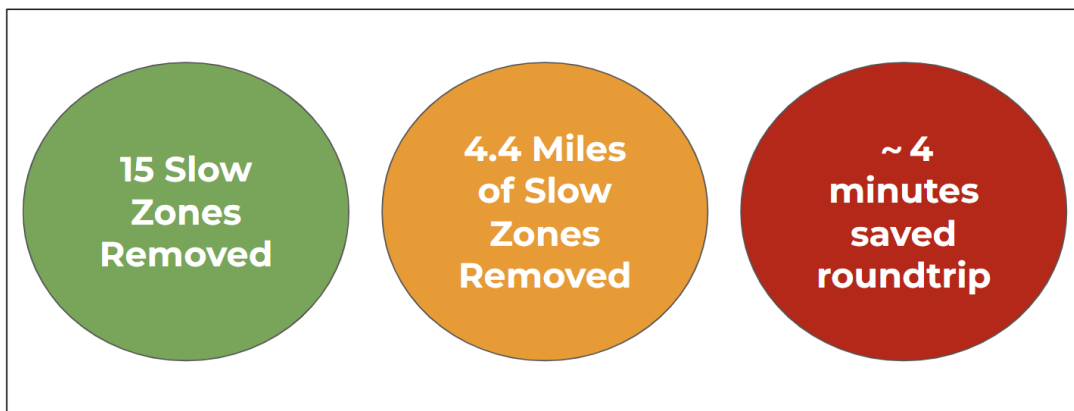 15 Slow
Zones
Removed
4.4 Miles
of Slow
Zones
Removed
~ 4
minutes
saved
roundtrip